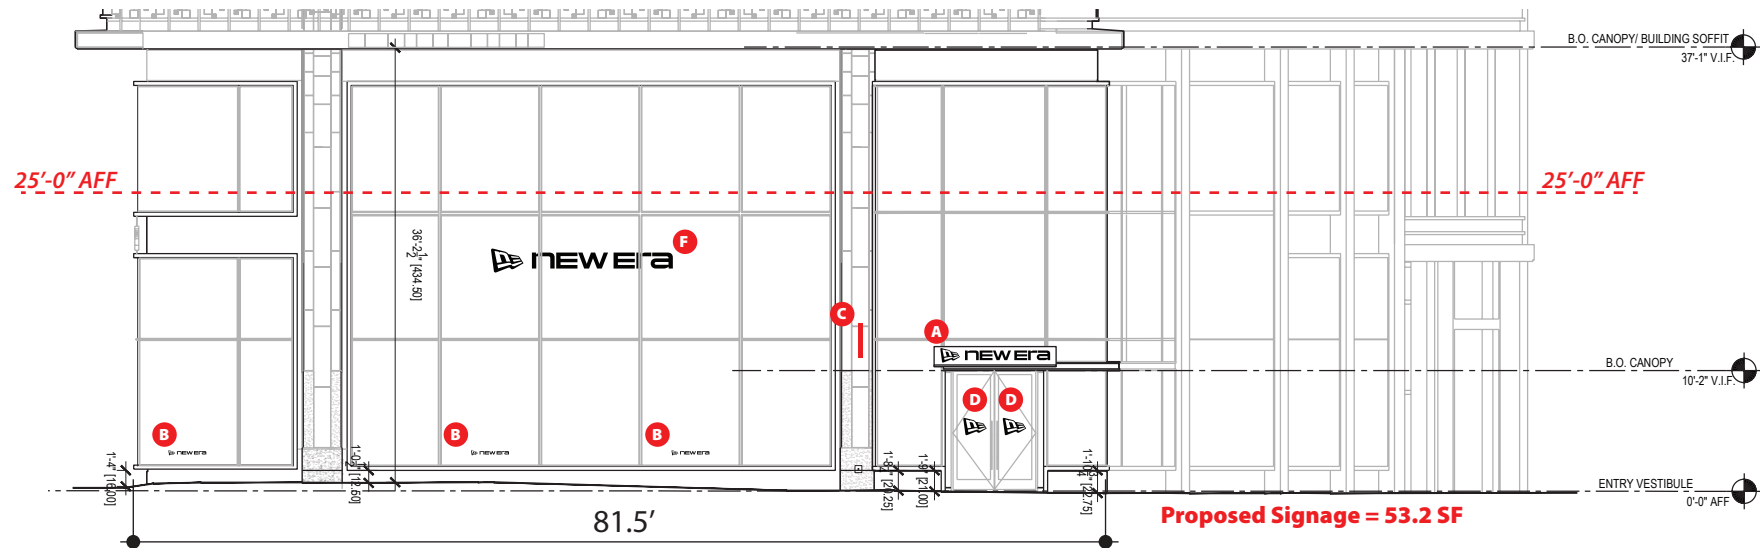 B.O. CANOPY/ BUILDING SOFFIT
37'-1" V.I.F.
25'-0" AFF
25'-0" AFF
36'-2 1/2" [434.50]
F
new era
C
A
new era
B.O. CANOPY
10'-2" V.I.F.
D
D
B
B
B
new era
new era
new era
1'-4" [16.00]
1'-0 1/2" [12.50]
1'-8 1/4" [20.25]
1'-9" [21.00]
1'-10 3/4" [22.75]
ENTRY VESTIBULE
0'-0" AFF
81.5'
Proposed Signage = 53.2 SF